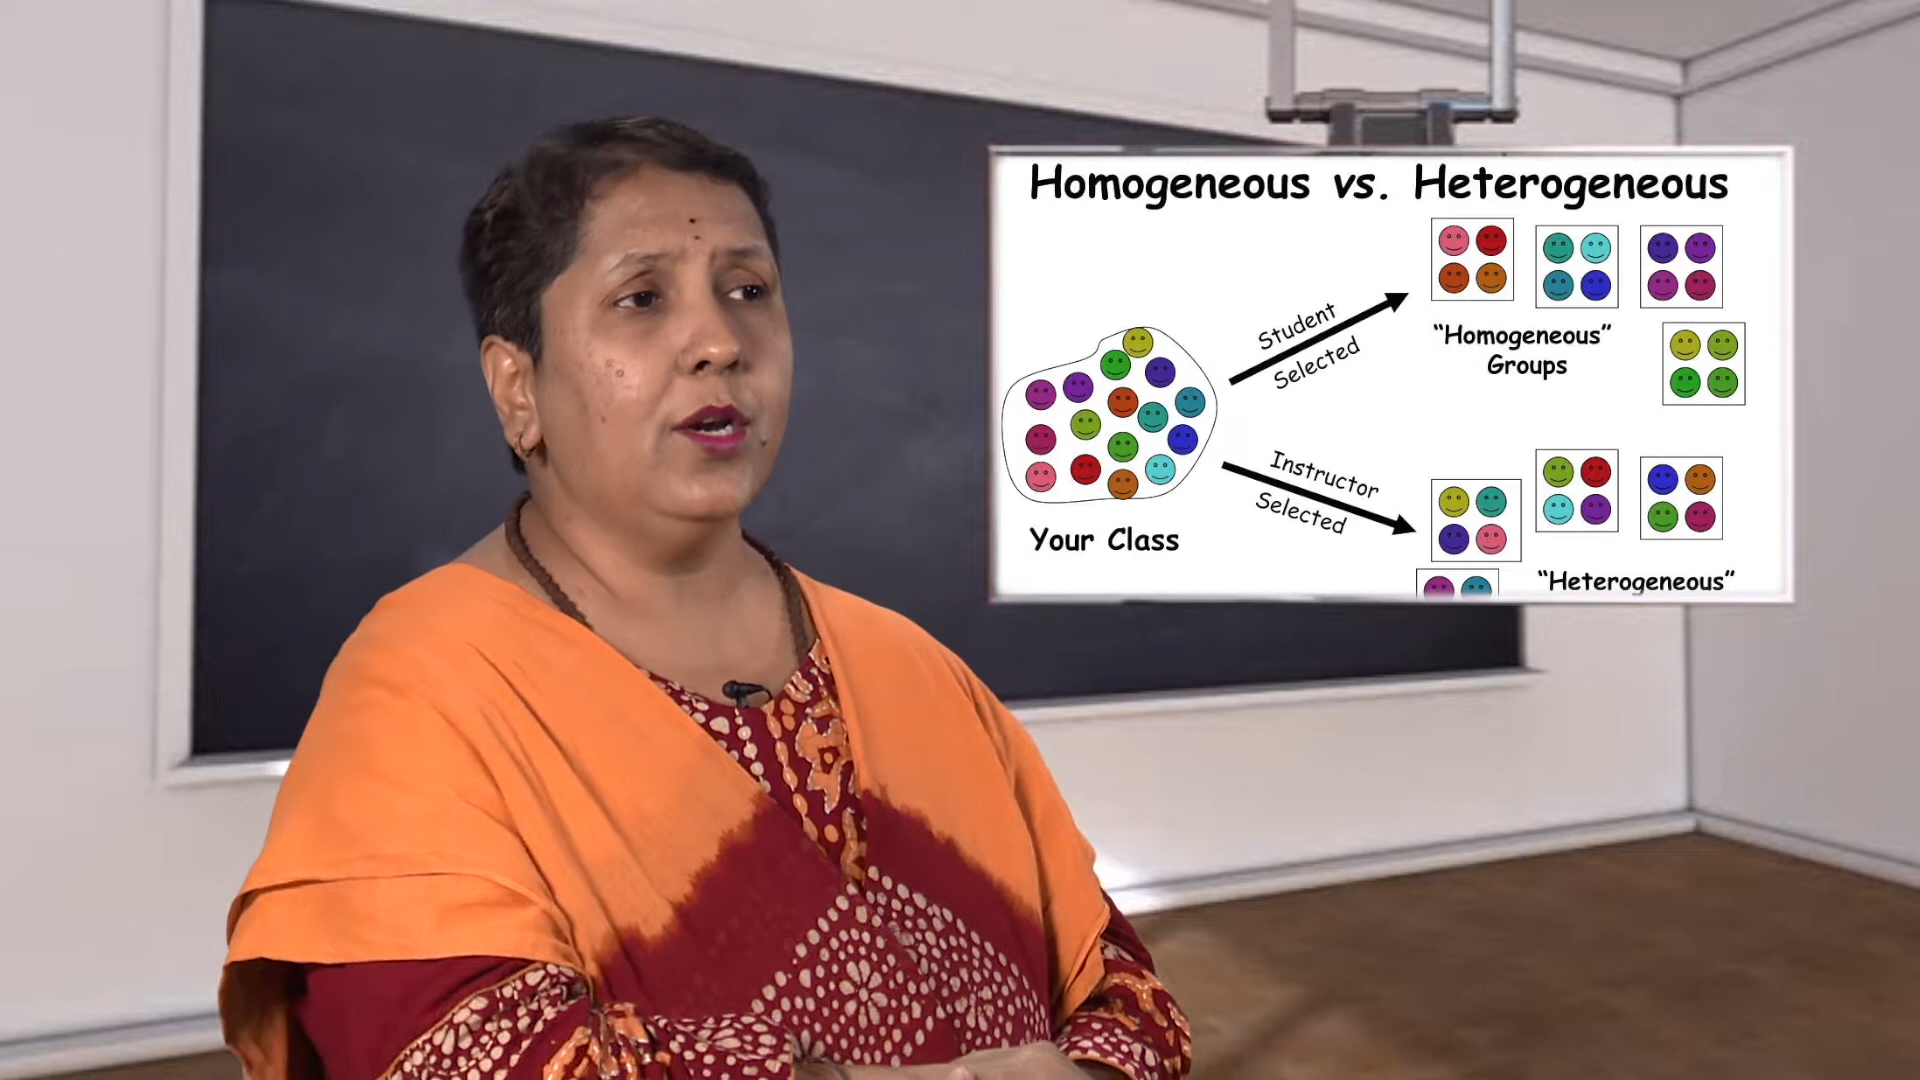 Homogeneous vs. Heterogeneous
Student
Selected
“Homogeneous”
Groups
Instructor
Selected
Your Class
“Heterogeneous”